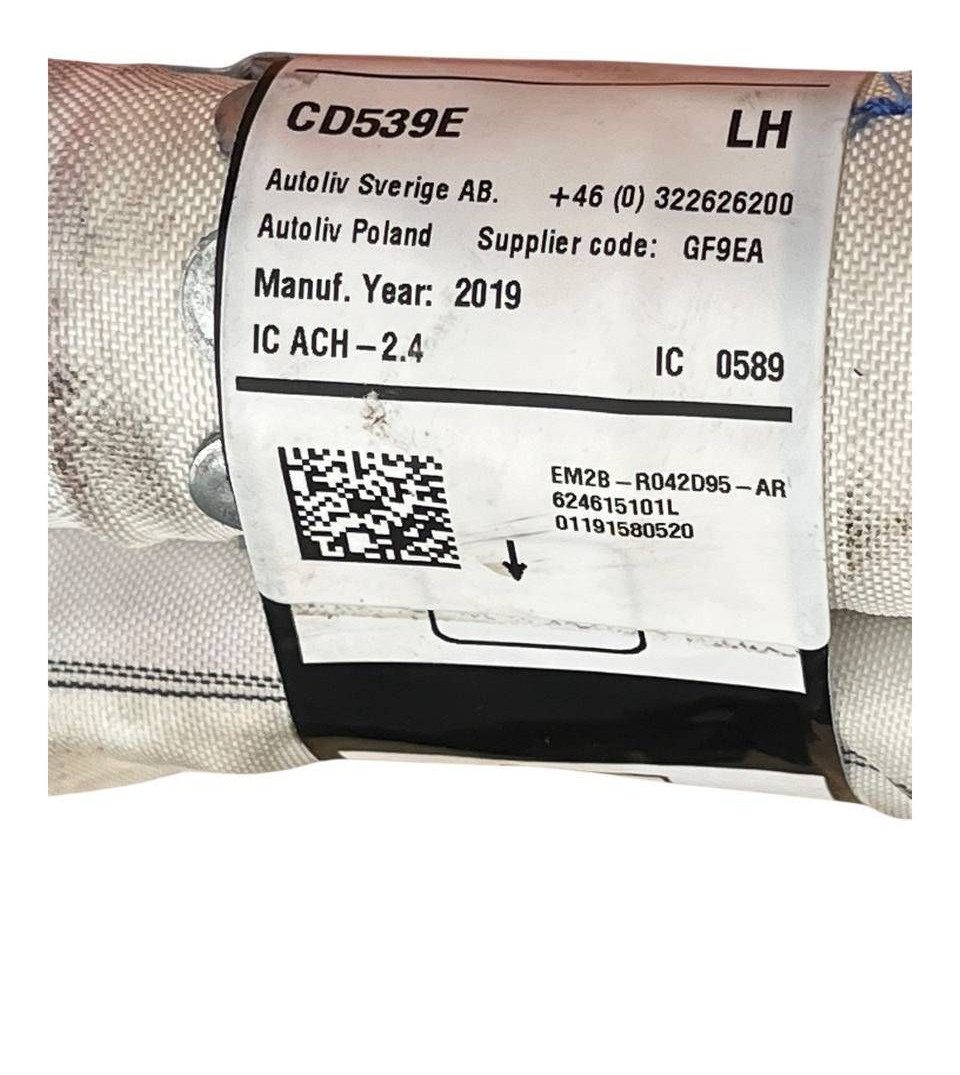 CD539E LH
Autoliv Sverige AB. +46 (0) 322626200
Autoliv Poland Supplier code: GF9EA
Manuf. Year: 2019
IC ACH-2.4 IC 0589
EM2B-R042D95-AR
624615101L
01191580520